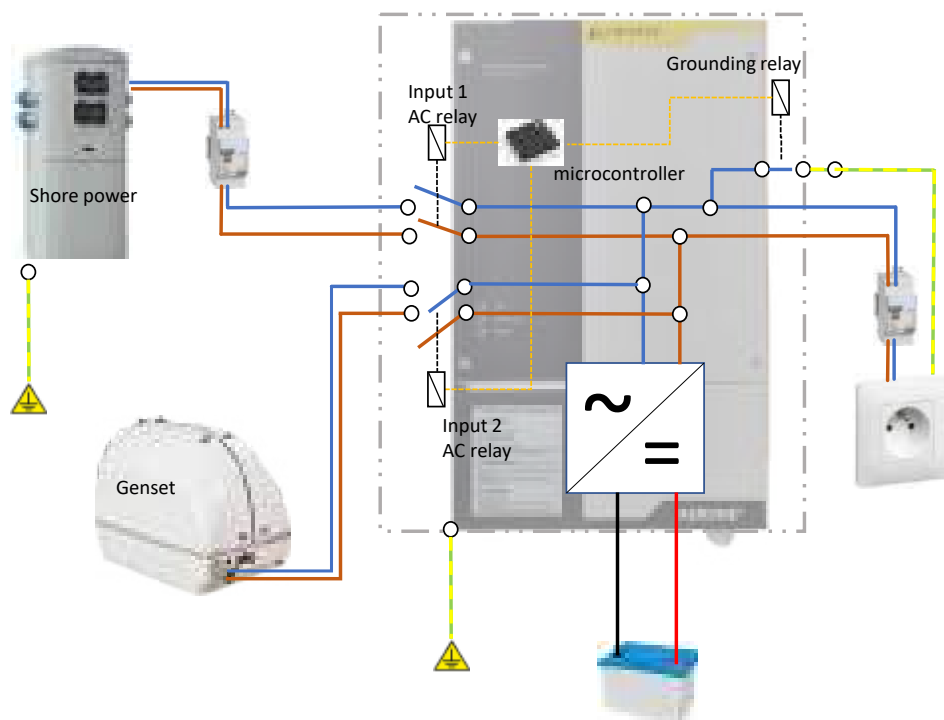 Grounding relay
Input 1
AC relay
microcontroller
Shore power
Input 2
AC relay
Genset